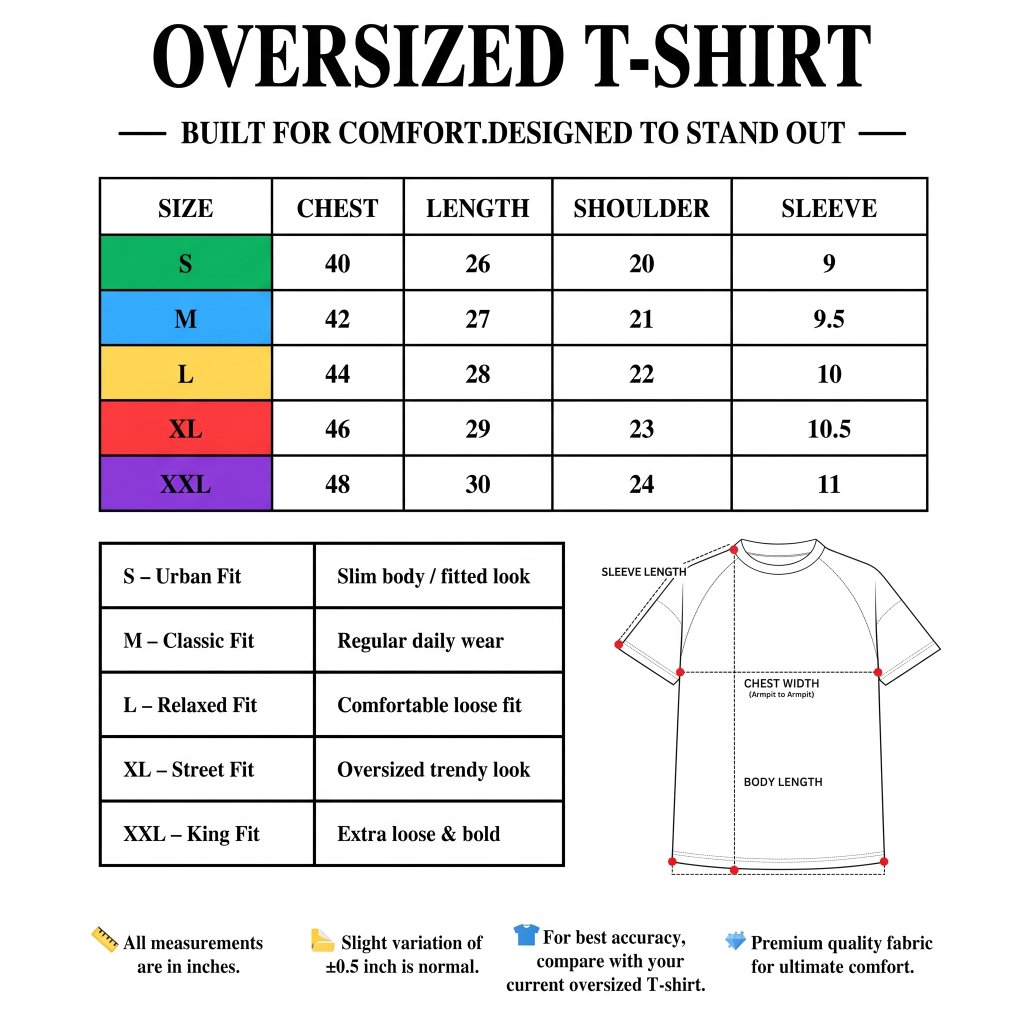 OVERSIZED T-SHIRT
BUILT FOR COMFORT.DESIGNED TO STAND OUT
SIZE CHEST LENGTH SHOULDER SLEEVE
S 40 26 20 9
M 42 27 21 9.5
L 44 28 22 10
XL 46 29 23 10.5
XXL 48 30 24 11
S – Urban Fit Slim body / fitted look
M – Classic Fit Regular daily wear
L – Relaxed Fit Comfortable loose fit
XL – Street Fit Oversized trendy look
XXL – King Fit Extra loose & bold
SLEEVE LENGTH
CHEST WIDTH
(Armpit to Armpit)
BODY LENGTH
All measurements
are in inches.
Slight variation of
±0.5 inch is normal.
For best accuracy,
compare with your
current oversized T-shirt.
Premium quality fabric
for ultimate comfort.